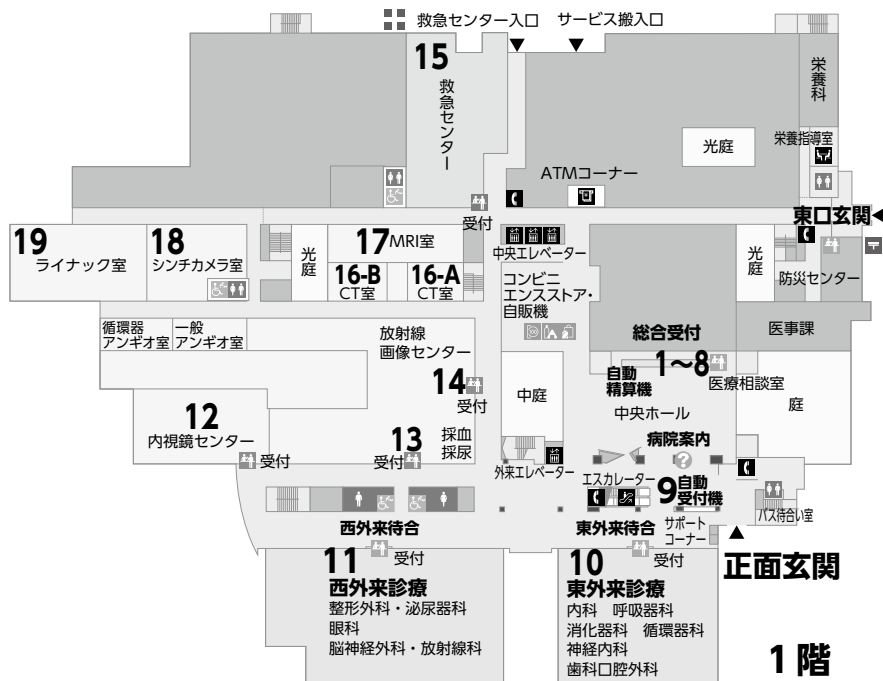 救急センター入口
サービス搬入口
15
救急センター
栄養科
栄養指導室
光庭
ATMコーナー
受付
東口玄関
19
ライナック室
18
シンチカメラ室
光庭
17 MRI室
16-B
CT室
16-A
CT室
中央エレベーター
コンビニ
エンスストア・
自販機
光庭
防災センター
循環器
アンギオ室
一般
アンギオ室
放射線
画像センター
総合受付
1〜8
医事課
自動
精算機
医療相談室
14
受付
中庭
中央ホール
庭
12
内視鏡センター
受付
13
受付
採血
採尿
外来エレベーター
病院案内
?
エスカレーター
9 自動
受付機
サポート
コーナー
バス待合い室
西外来待合
東外来待合
正面玄関
11
受付
西外来診療
整形外科・泌尿器科
眼科
脳神経外科・放射線科
10
受付
東外来診療
内科 呼吸器科
消化器科 循環器科
神経内科
歯科口腔外科
1階